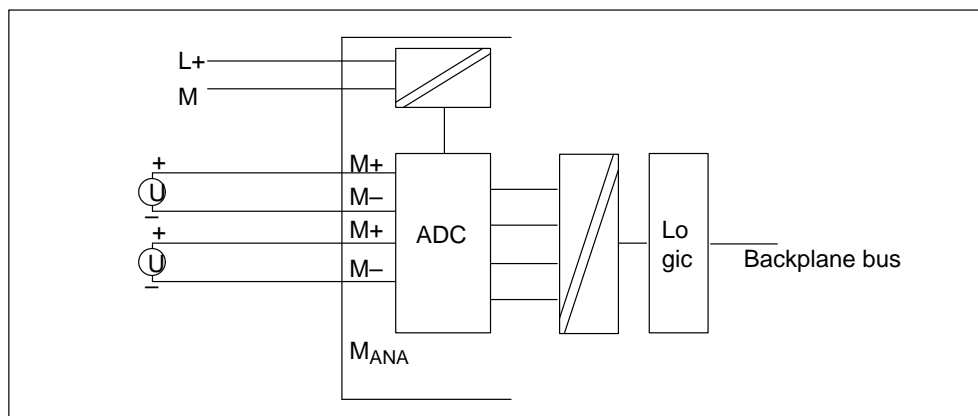 L+
M
+
M+
U
M–
–
+
M+
U
M–
–
ADC
Lo
gic
Backplane bus
MANA